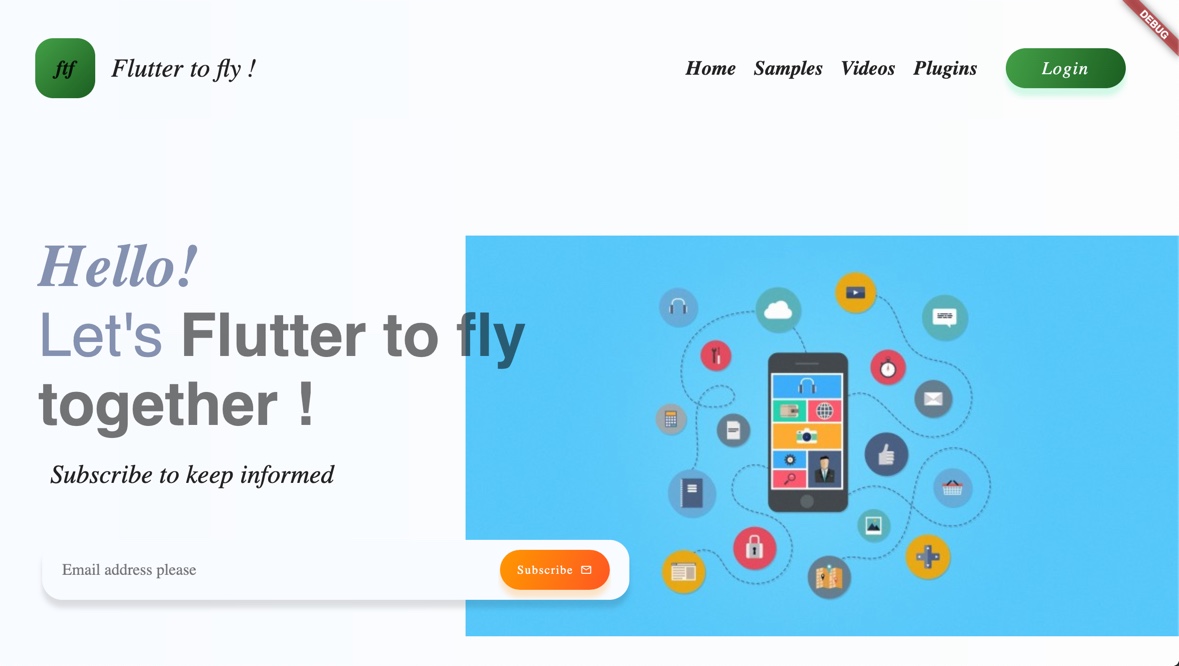 DEBUG
ftf
Flutter to fly !
Home Samples Videos Plugins Login
Hello!
Let's Flutter to fly
together !
Subscribe to keep informed
Email address please
Subscribe